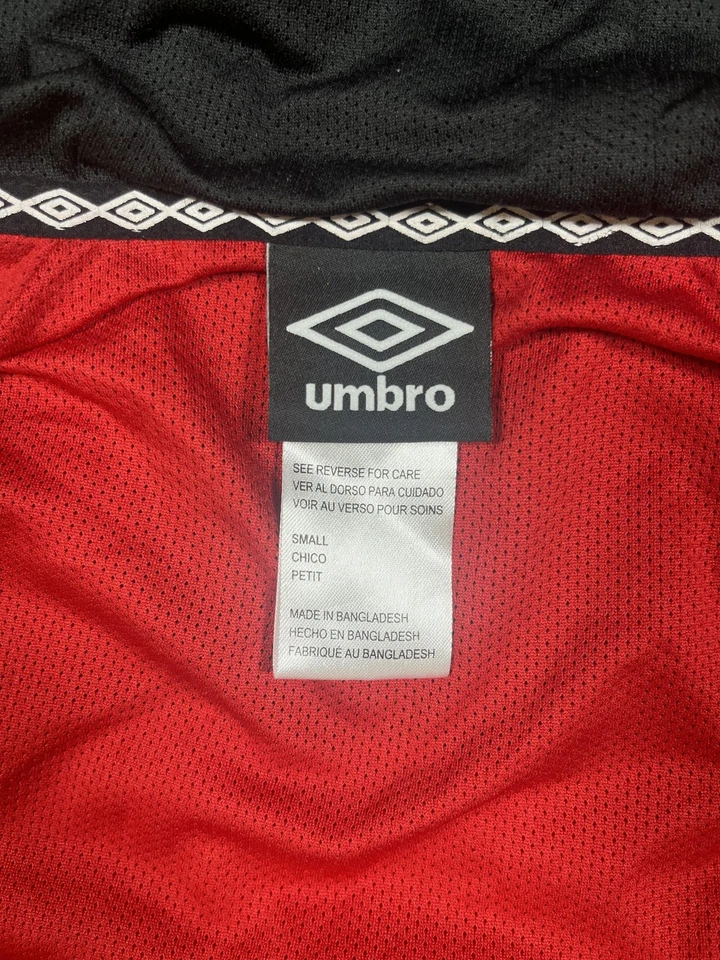 umbro
SEE REVERSE FOR CARE
VER AL DORSO PARA CUIDADO
VOIR AU VERSO POUR SOINS
SMALL
CHICO
PETIT
MADE IN BANGLADESH
HECHO EN BANGLADESH
FABRIQUÉ AU BANGLADESH